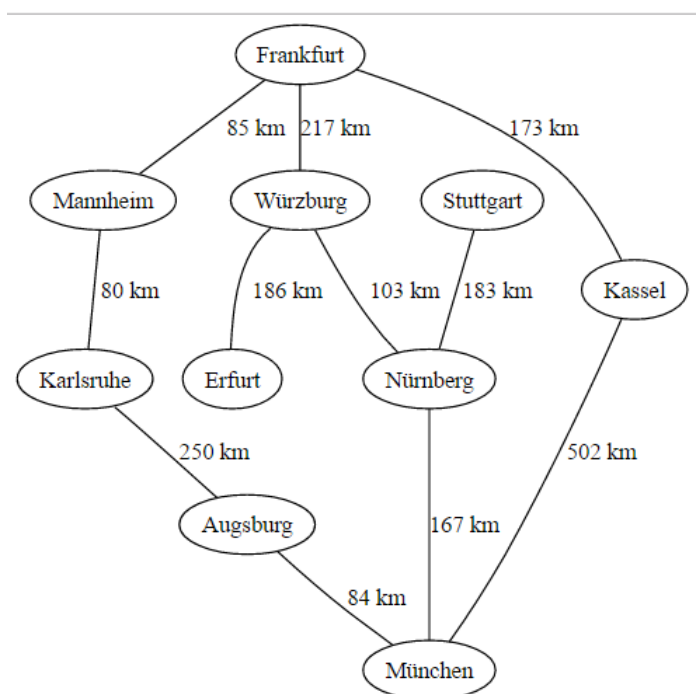 Frankfurt
85 km
217 km
173 km
Mannheim
Würzburg
Stuttgart
80 km
186 km
103 km
183 km
Kassel
Karlsruhe
Erfurt
Nürnberg
250 km
502 km
Augsburg
167 km
84 km
München